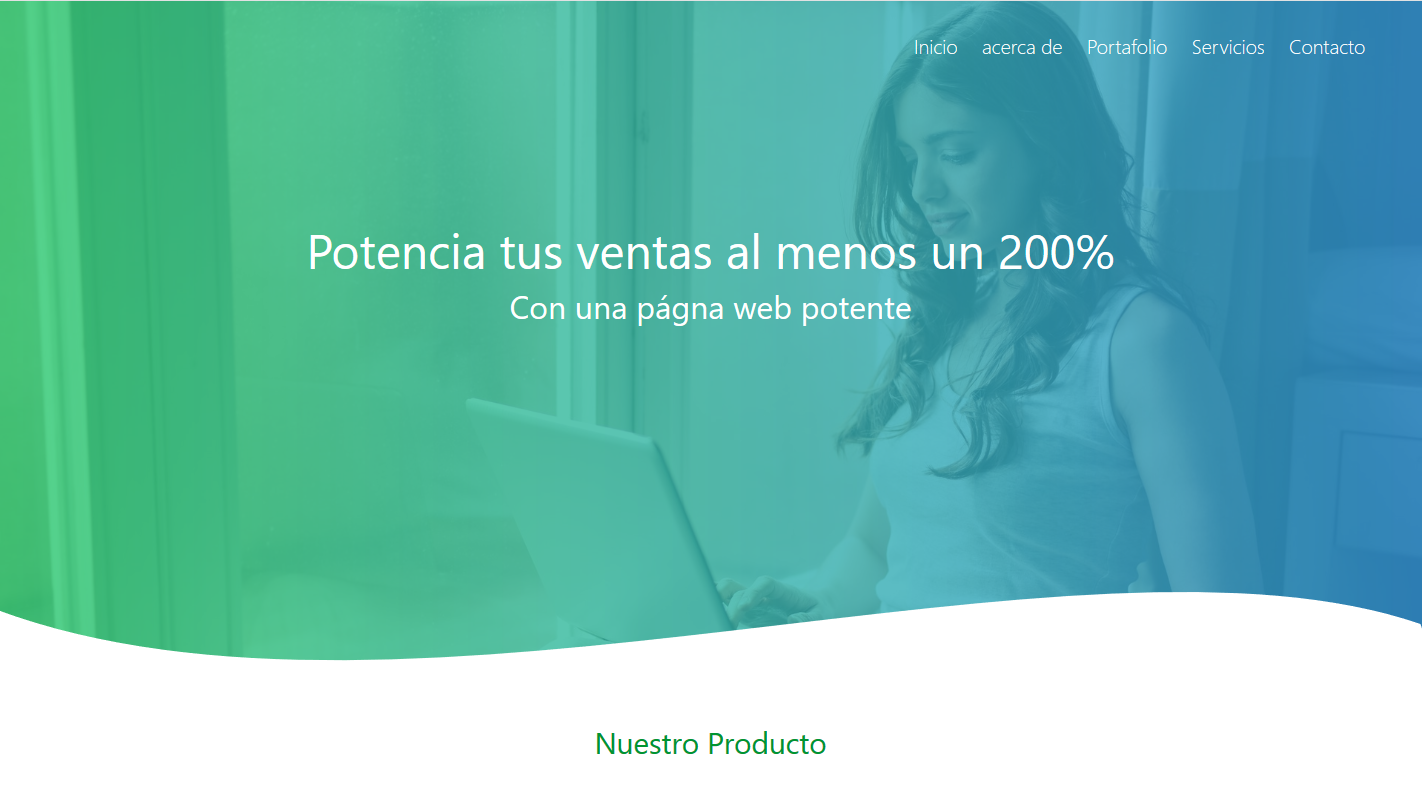 Inicio acerca de Portafolio Servicios Contacto
Potencia tus ventas al menos un 200%
Con una págna web potente
Nuestro Producto